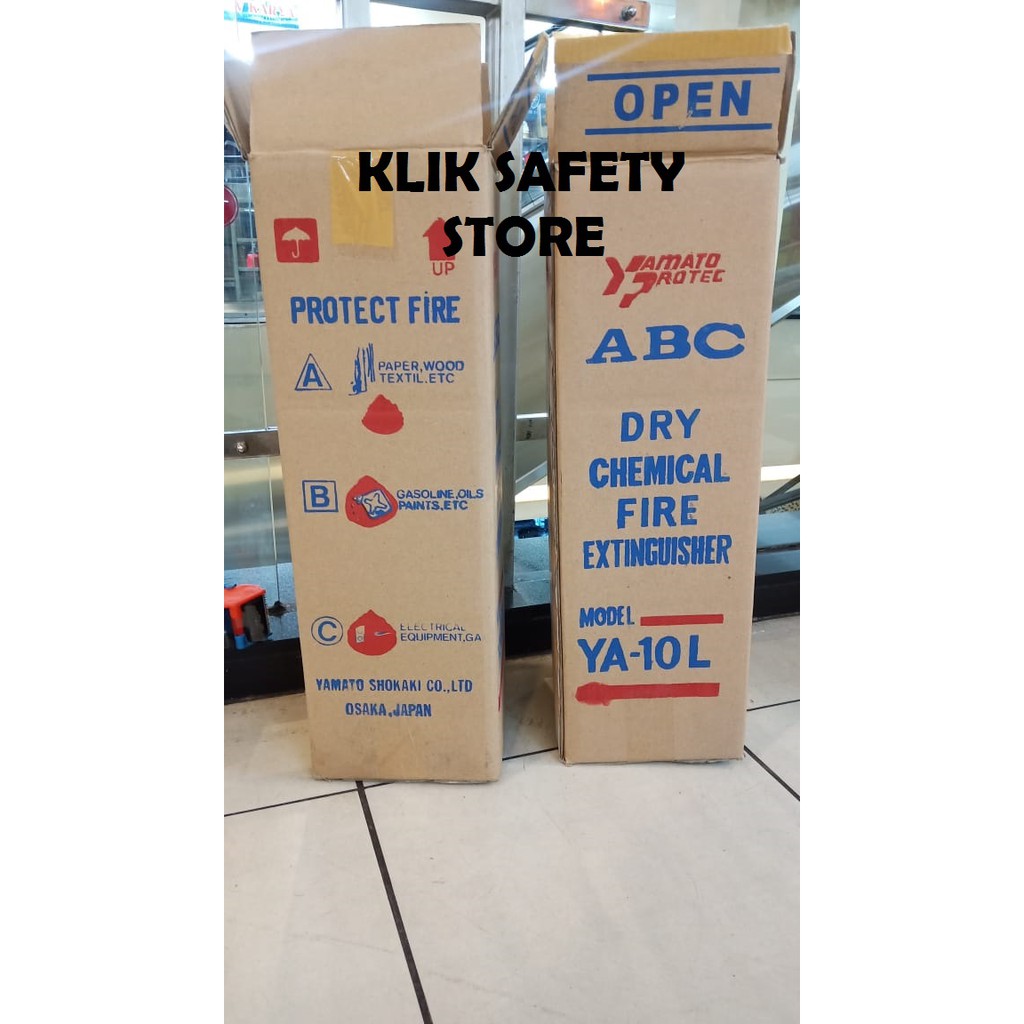 KLIK SAFETY
STORE
UP
PROTECT FiRE
A
PAPER,WOOD
TEXTIL.ETC
B
GASOLINE,OILS
PAINTS,ETC
C
ELECTRICAL
EQUIPMENT,GA
YAMATO SHOKAKI CO.,LTD
OSAKA,JAPAN
OPEN
YAMATO
PROTEC
ABC
DRY
CHEMICAL
FIRE
EXTINGUISHER
MODEL
YA-10L